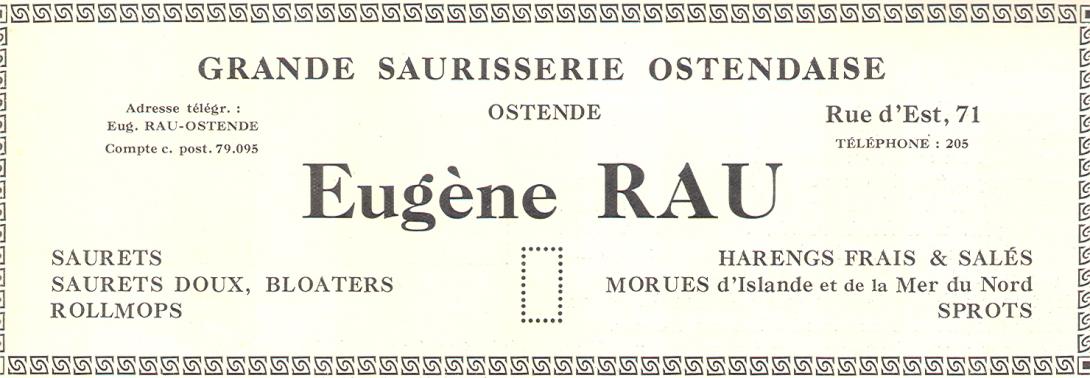 GRANDE SAURISSERIE OSTENDAISE
Adresse télégr. :
Eug. RAU-OSTENDE
Compte c. post. 79.095
OSTENDE
Rue d'Est, 71
TÉLÉPHONE : 205
Eugène RAU
SAURETS
SAURETS DOUX, BLOATERS
ROLLMOPS
HARENGS FRAIS & SALÉS
MORUES d'Islande et de la Mer du Nord
SPROTS